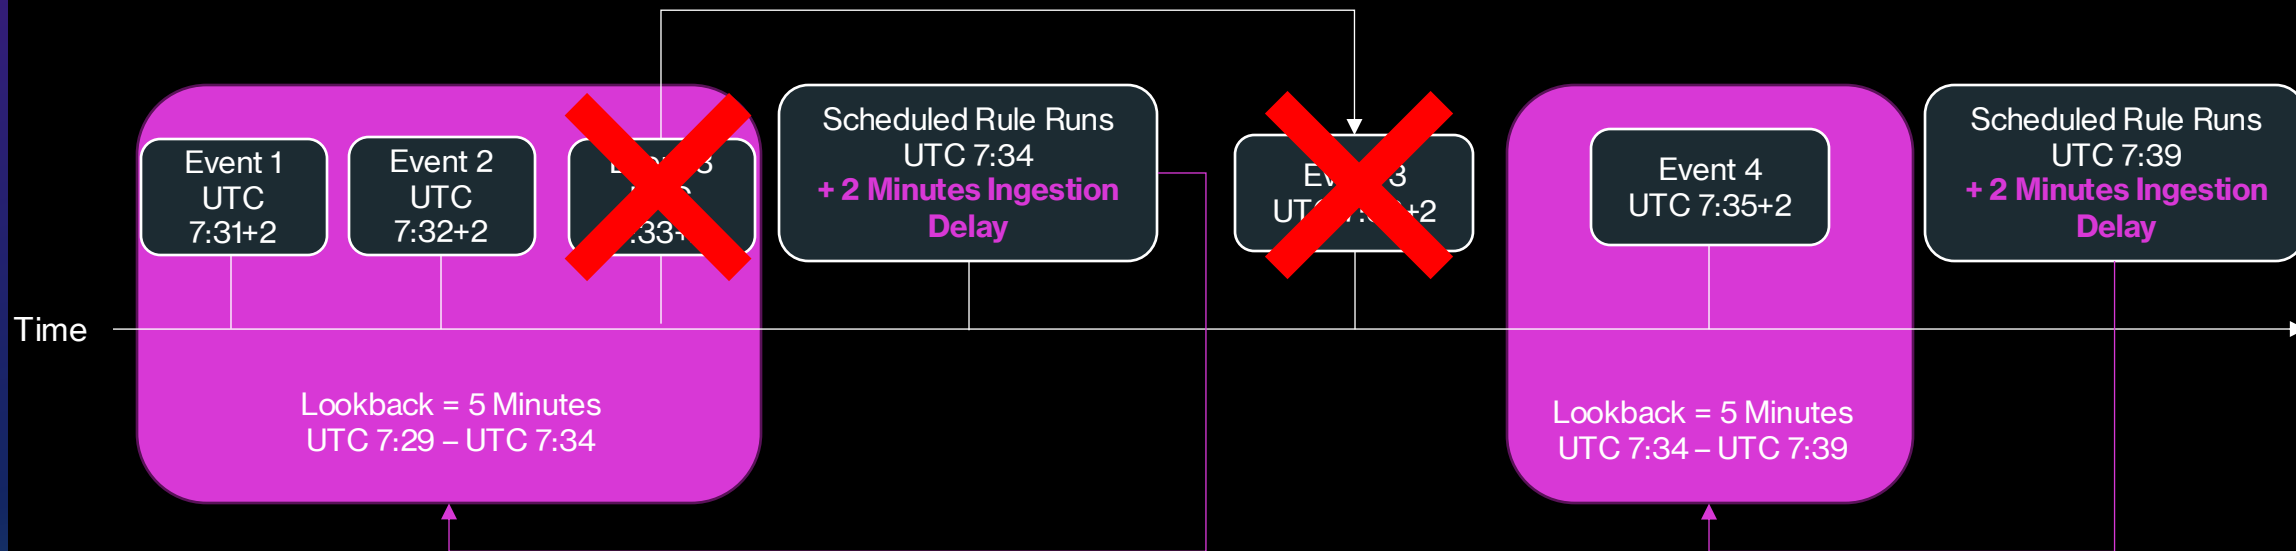 Event 1
UTC
7:31+2
Event 2
UTC
7:32+2
Scheduled Rule Runs
UTC 7:34
+ 2 Minutes Ingestion
Delay
Event 4
UTC 7:35+2
Scheduled Rule Runs
UTC 7:39
+ 2 Minutes Ingestion
Delay
Time
Lookback = 5 Minutes
UTC 7:29 – UTC 7:34
Lookback = 5 Minutes
UTC 7:34 – UTC 7:39